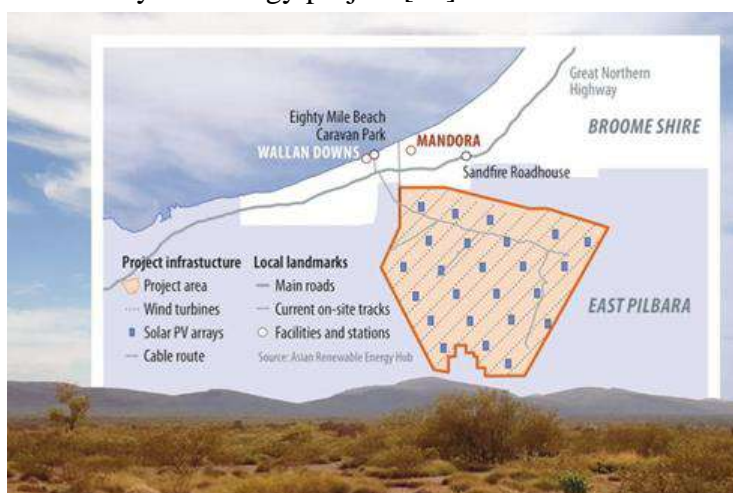 Great Northern
Highway
BROOME SHIRE
Eighty Mile Beach
Caravan Park
WALLAN DOWNS
MANDORA
Sandfire Roadhouse
EAST PILBARA
Project infrastucture
Project area
Wind turbines
Solar PV arrays
Cable route
Local landmarks
Main roads
Current on-site tracks
Facilities and stations
Source: Asian Renewable Energy Hub